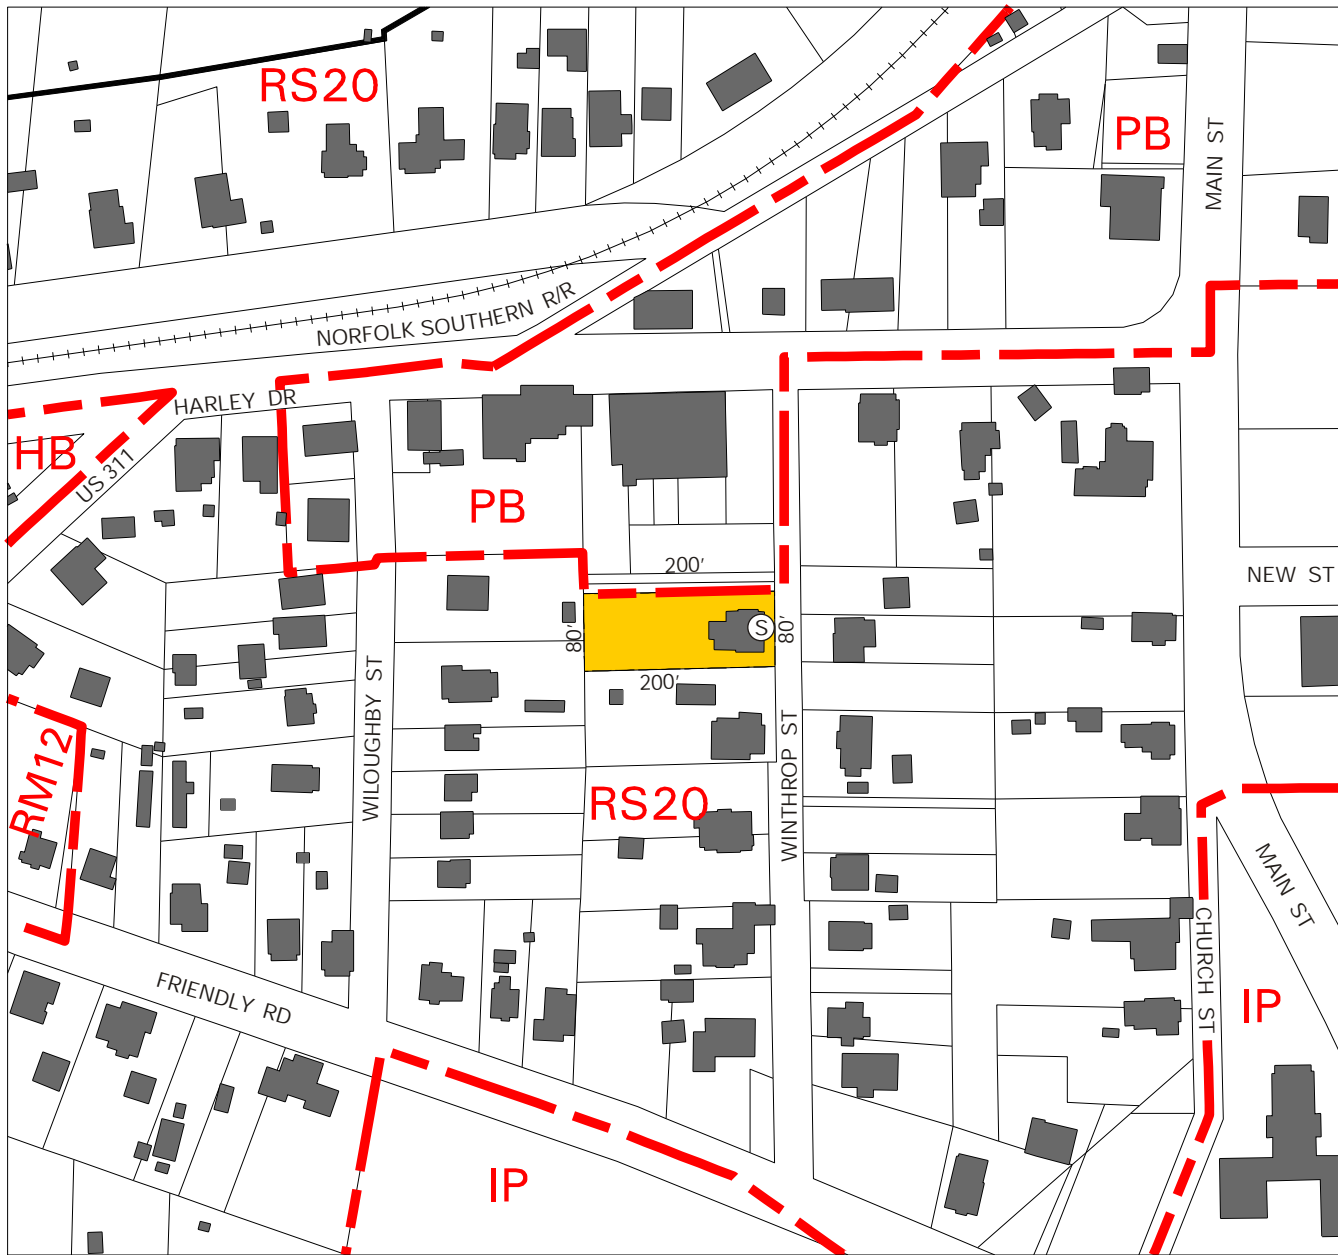 RS20
PB
MAIN ST
NORFOLK SOUTHERN R/R
HARLEY DR
HB
US 311
PB
200'
NEW ST
80'
S
80'
200'
WILOUGHBY ST
WINTHROP ST
RM12
RS20
MAIN ST
CHURCH ST
FRIENDLY RD
IP
IP